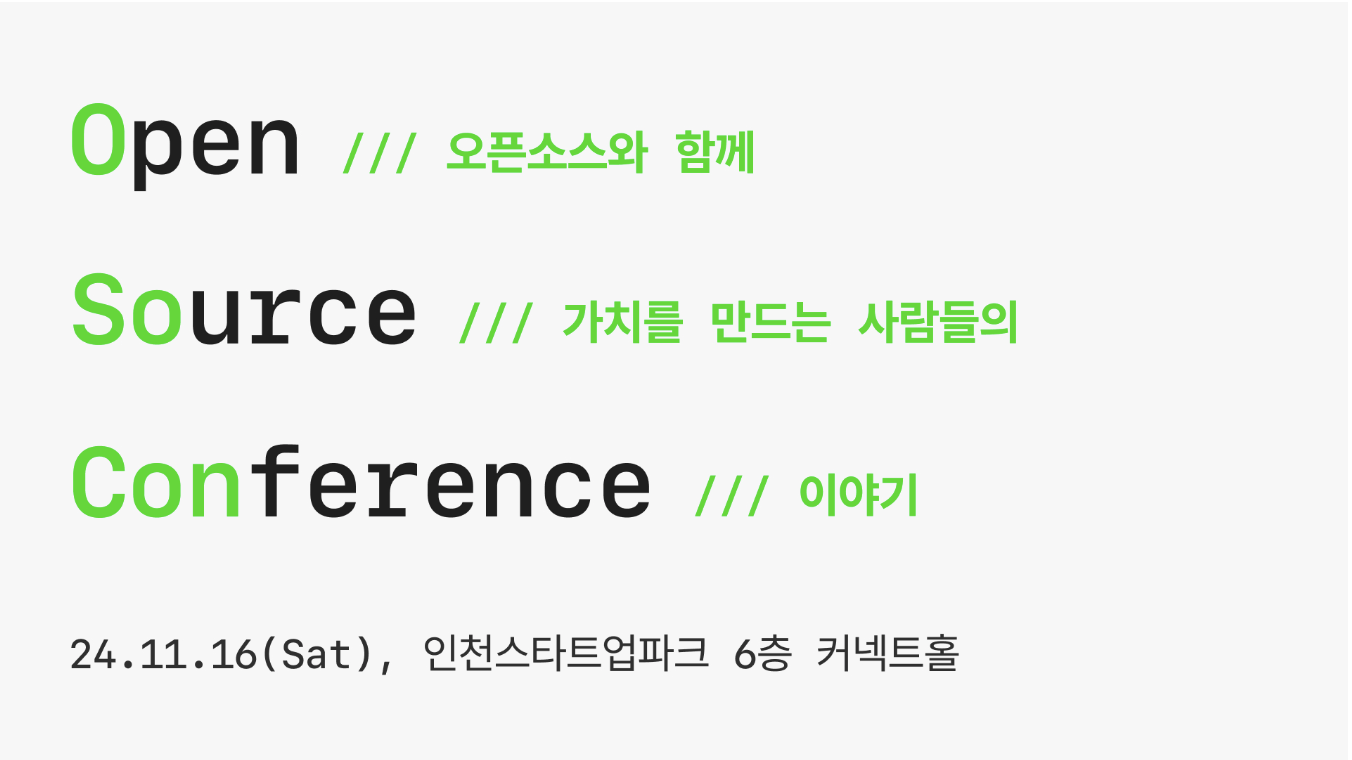 Open /// 오픈소스와 함께
Source /// 가치를 만드는 사람들의
Conference /// 이야기
24.11.16(Sat), 인천스타트업파크 6층 커넥트홀